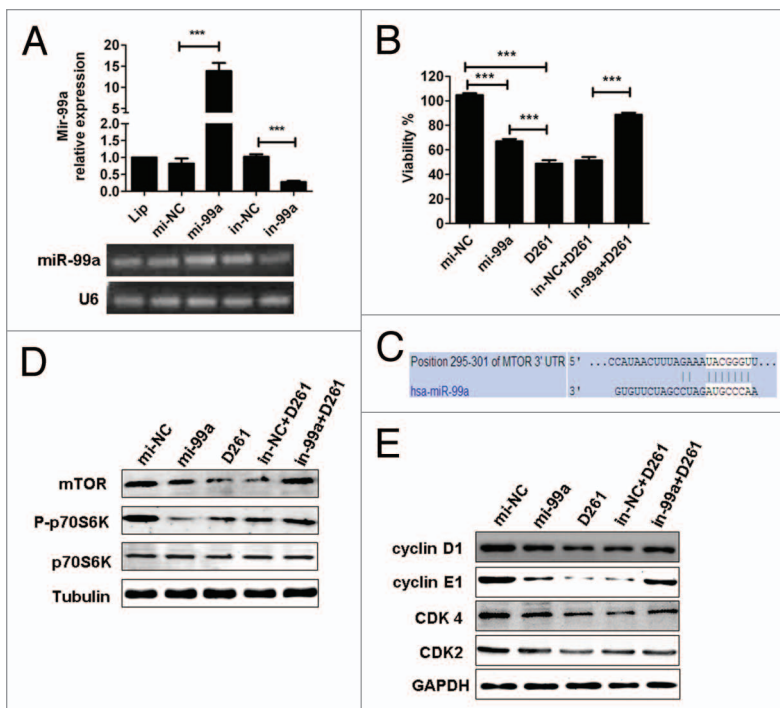 A
***
20
15
10
5
1.0
0.5
0.0
***
Mir-99a
relative expression
Lip
mi-NC
mi-99a
in-NC
in-99a
miR-99a
U6
B
***
***
***
***
120
100
80
60
40
20
0
Viability %
mi-NC
mi-99a
D261
in-NC+D261
in-99a+D261
C
Position 295-301 of MTOR 3' UTR 5' ...CCAUAACUUUAGAAAUACGGGUU...
hsa-miR-99a 3' GUGUUCUAGCCUAGAUGCCCAA
D
mi-NC
mi-99a
D261
in-NC+D261
in-99a+D261
mTOR
P-p70S6K
p70S6K
Tubulin
E
mi-NC
mi-99a
D261
in-NC+D261
in-99a+D261
cyclin D1
cyclin E1
CDK 4
CDK2
GAPDH